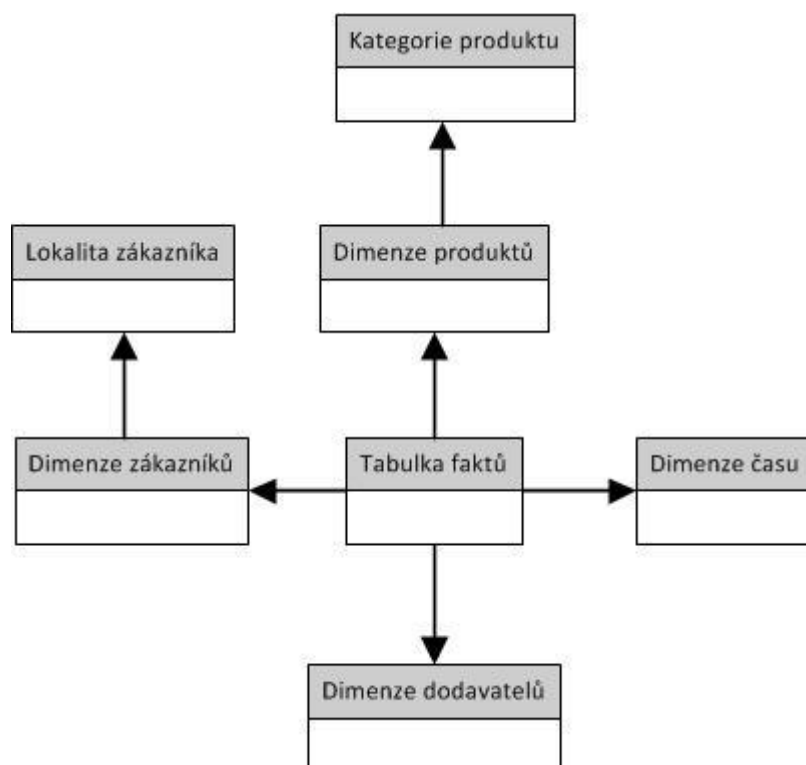 Kategorie produktu
Lokalita zákazníka
Dimenze produktů
Dimenze zákazníků
Tabulka faktů
Dimenze času
Dimenze dodavatelů